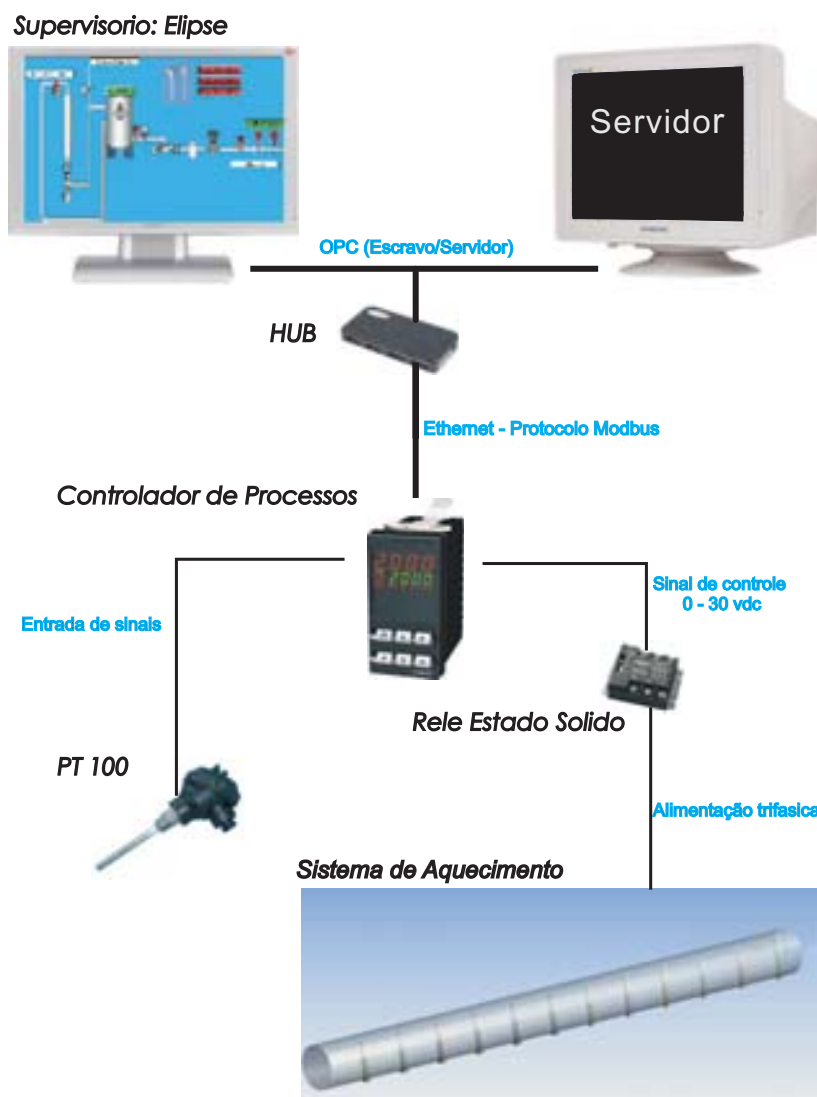 Supervisorio: Elipse
Servidor
OPC (Escravo/Servidor)
HUB
Ethernet - Protocolo Modbus
Controlador de Processos
Sinal de controle
0 - 30 vdc
Entrada de sinais
Rele Estado Solido
PT 100
Alimentação trifasica
Sistema de Aquecimento